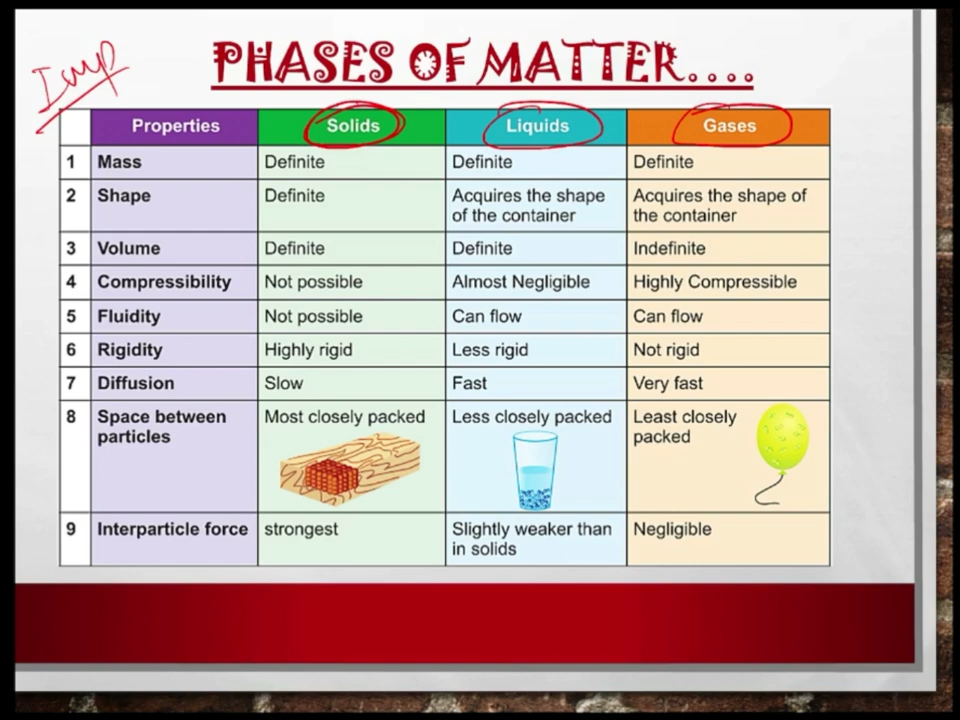 Imp
PHASES OF MATTER....
Properties Solids Liquids Gases
1 Mass Definite Definite Definite
2 Shape Definite Acquires the shape Acquires the shape of
of the container the container
3 Volume Definite Definite Indefinite
4 Compressibility Not possible Almost Negligible Highly Compressible
5 Fluidity Not possible Can flow Can flow
6 Rigidity Highly rigid Less rigid Not rigid
7 Diffusion Slow Fast Very fast
8 Space between Most closely packed Less closely packed Least closely
particles packed
9 Interparticle force strongest Slightly weaker than Negligible
in solids